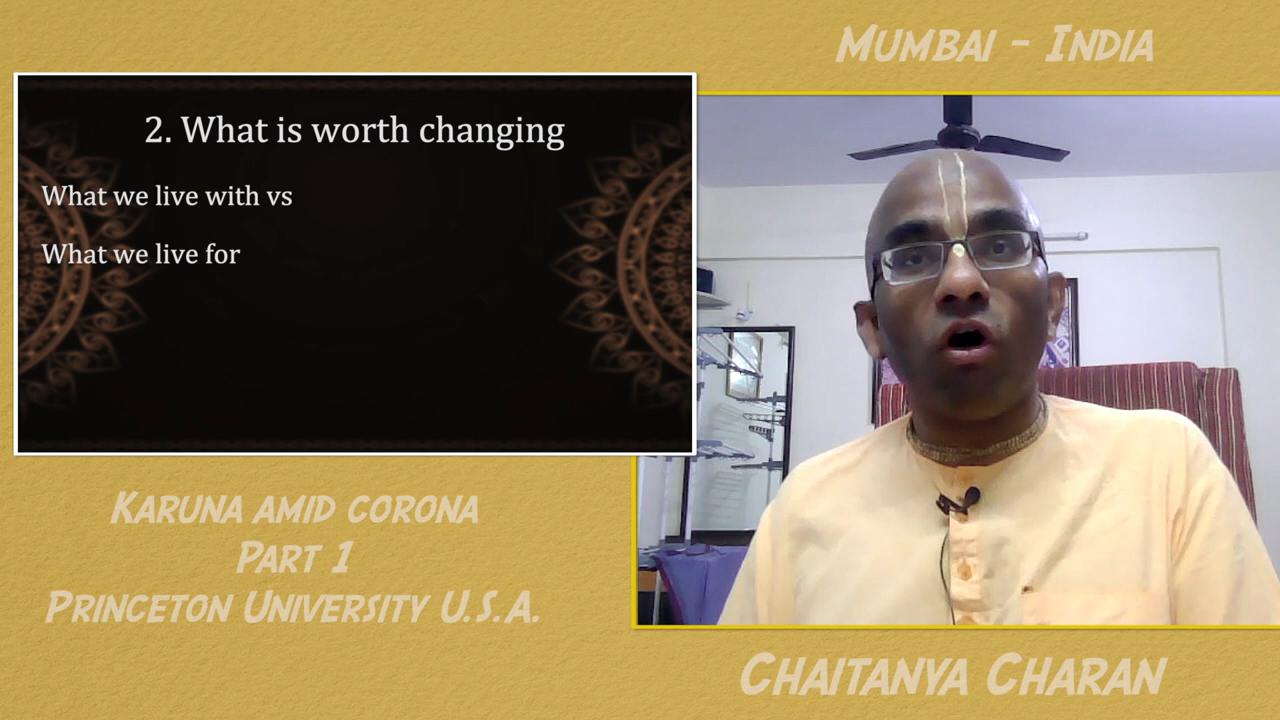 Mumbai - India
2. What is worth changing
What we live with vs
What we live for
Karuna amid corona
Part 1
Princeton University U.S.A.
Chaitanya Charan